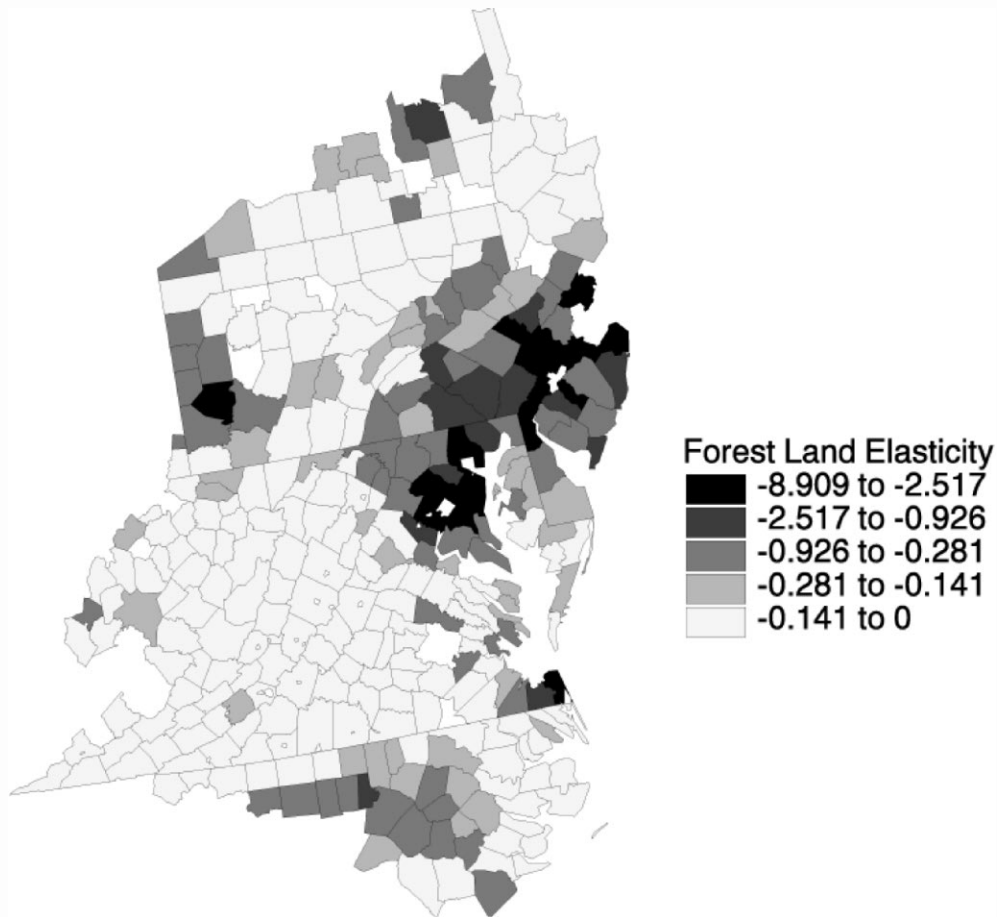 Forest Land Elasticity
-8.909 to -2.517
-2.517 to -0.926
-0.926 to -0.281
-0.281 to -0.141
-0.141 to 0